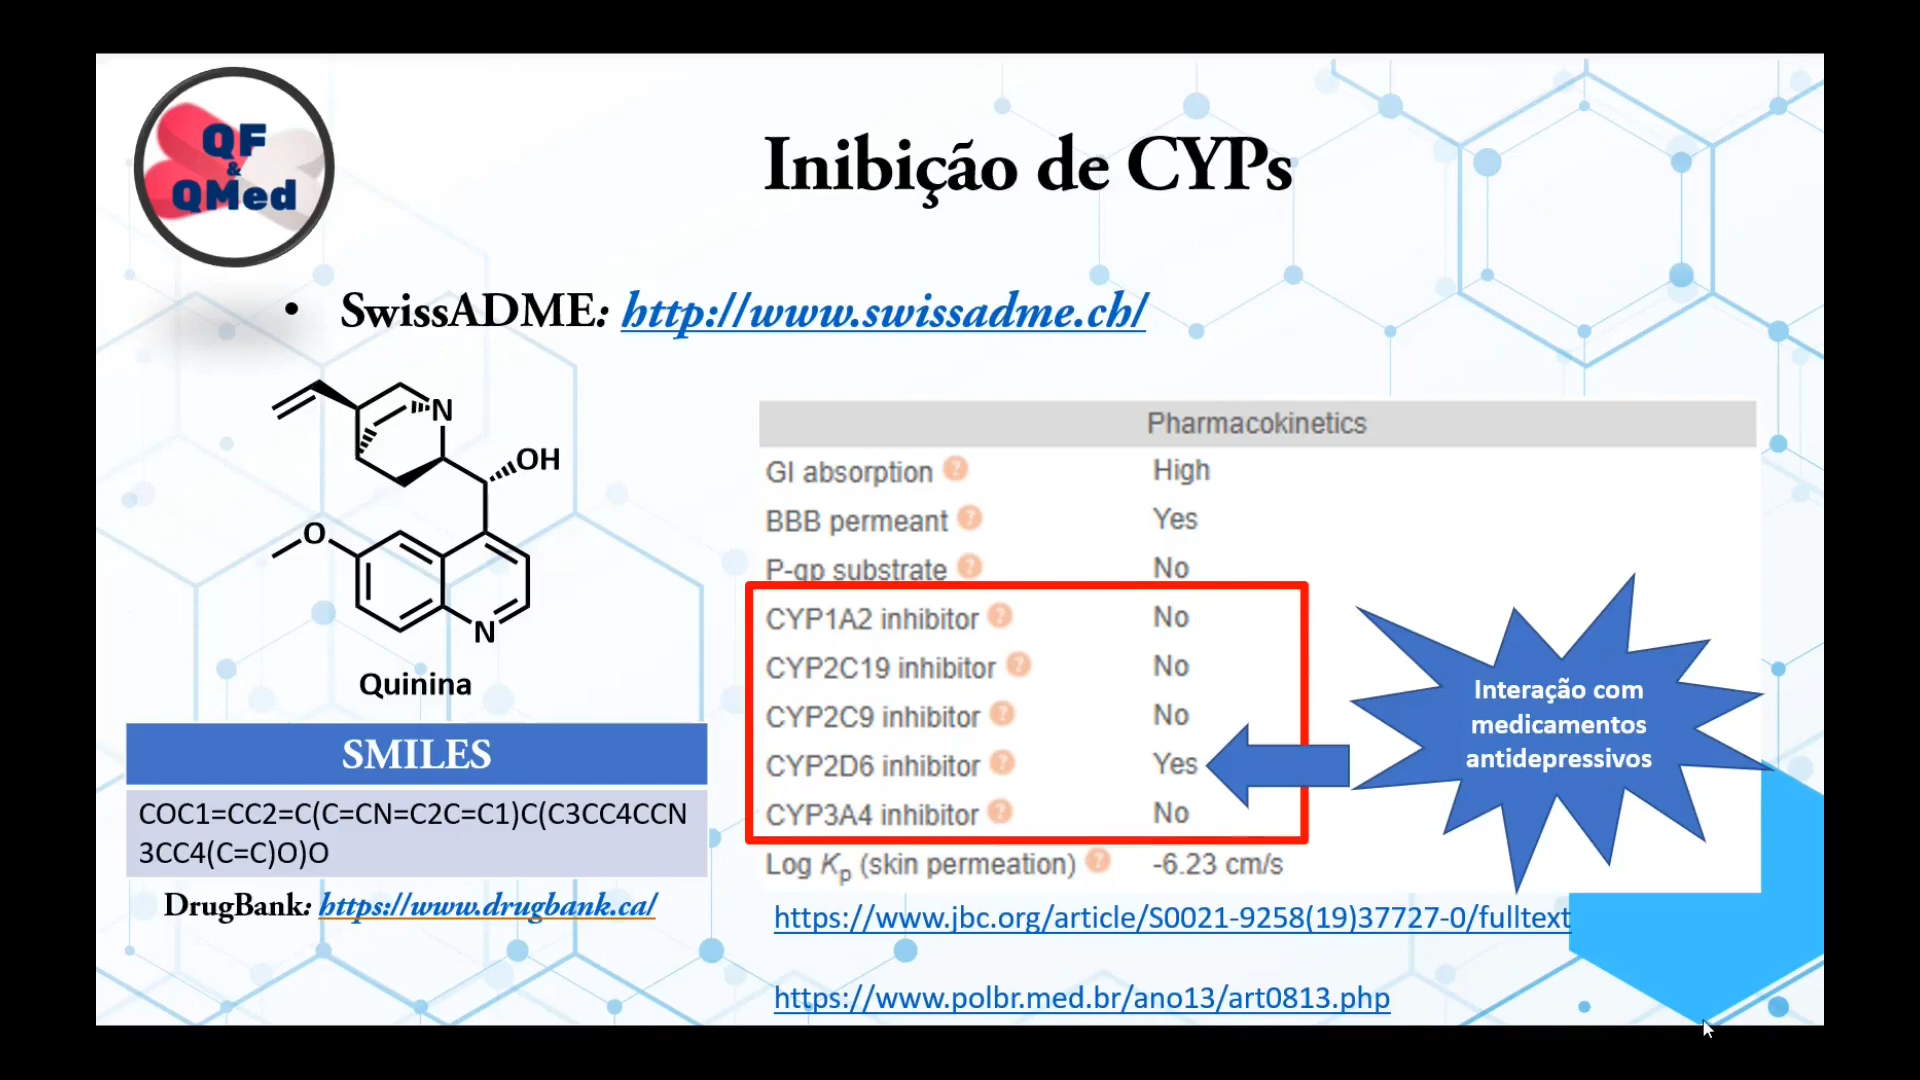 QF
&
QMed
Inibição de CYPs
• SwissADME: http://www.swissadme.ch/
N
OH
O
N
Quinina
SMILES
COC1=CC2=C(C=CN=C2C=C1)C(C3CC4CCN
3CC4(C=C)O)O
DrugBank: https://www.drugbank.ca/
Pharmacokinetics
GI absorption ? High
BBB permeant ? Yes
P-gp substrate ? No
CYP1A2 inhibitor ? No
CYP2C19 inhibitor ? No
CYP2C9 inhibitor ? No
CYP2D6 inhibitor ? Yes
CYP3A4 inhibitor ? No
Log Kp (skin permeation) ? -6.23 cm/s
Interação com
medicamentos
antidepressivos
https://www.jbc.org/article/S0021-9258(19)37727-0/fulltext
https://www.polbr.med.br/ano13/art0813.php